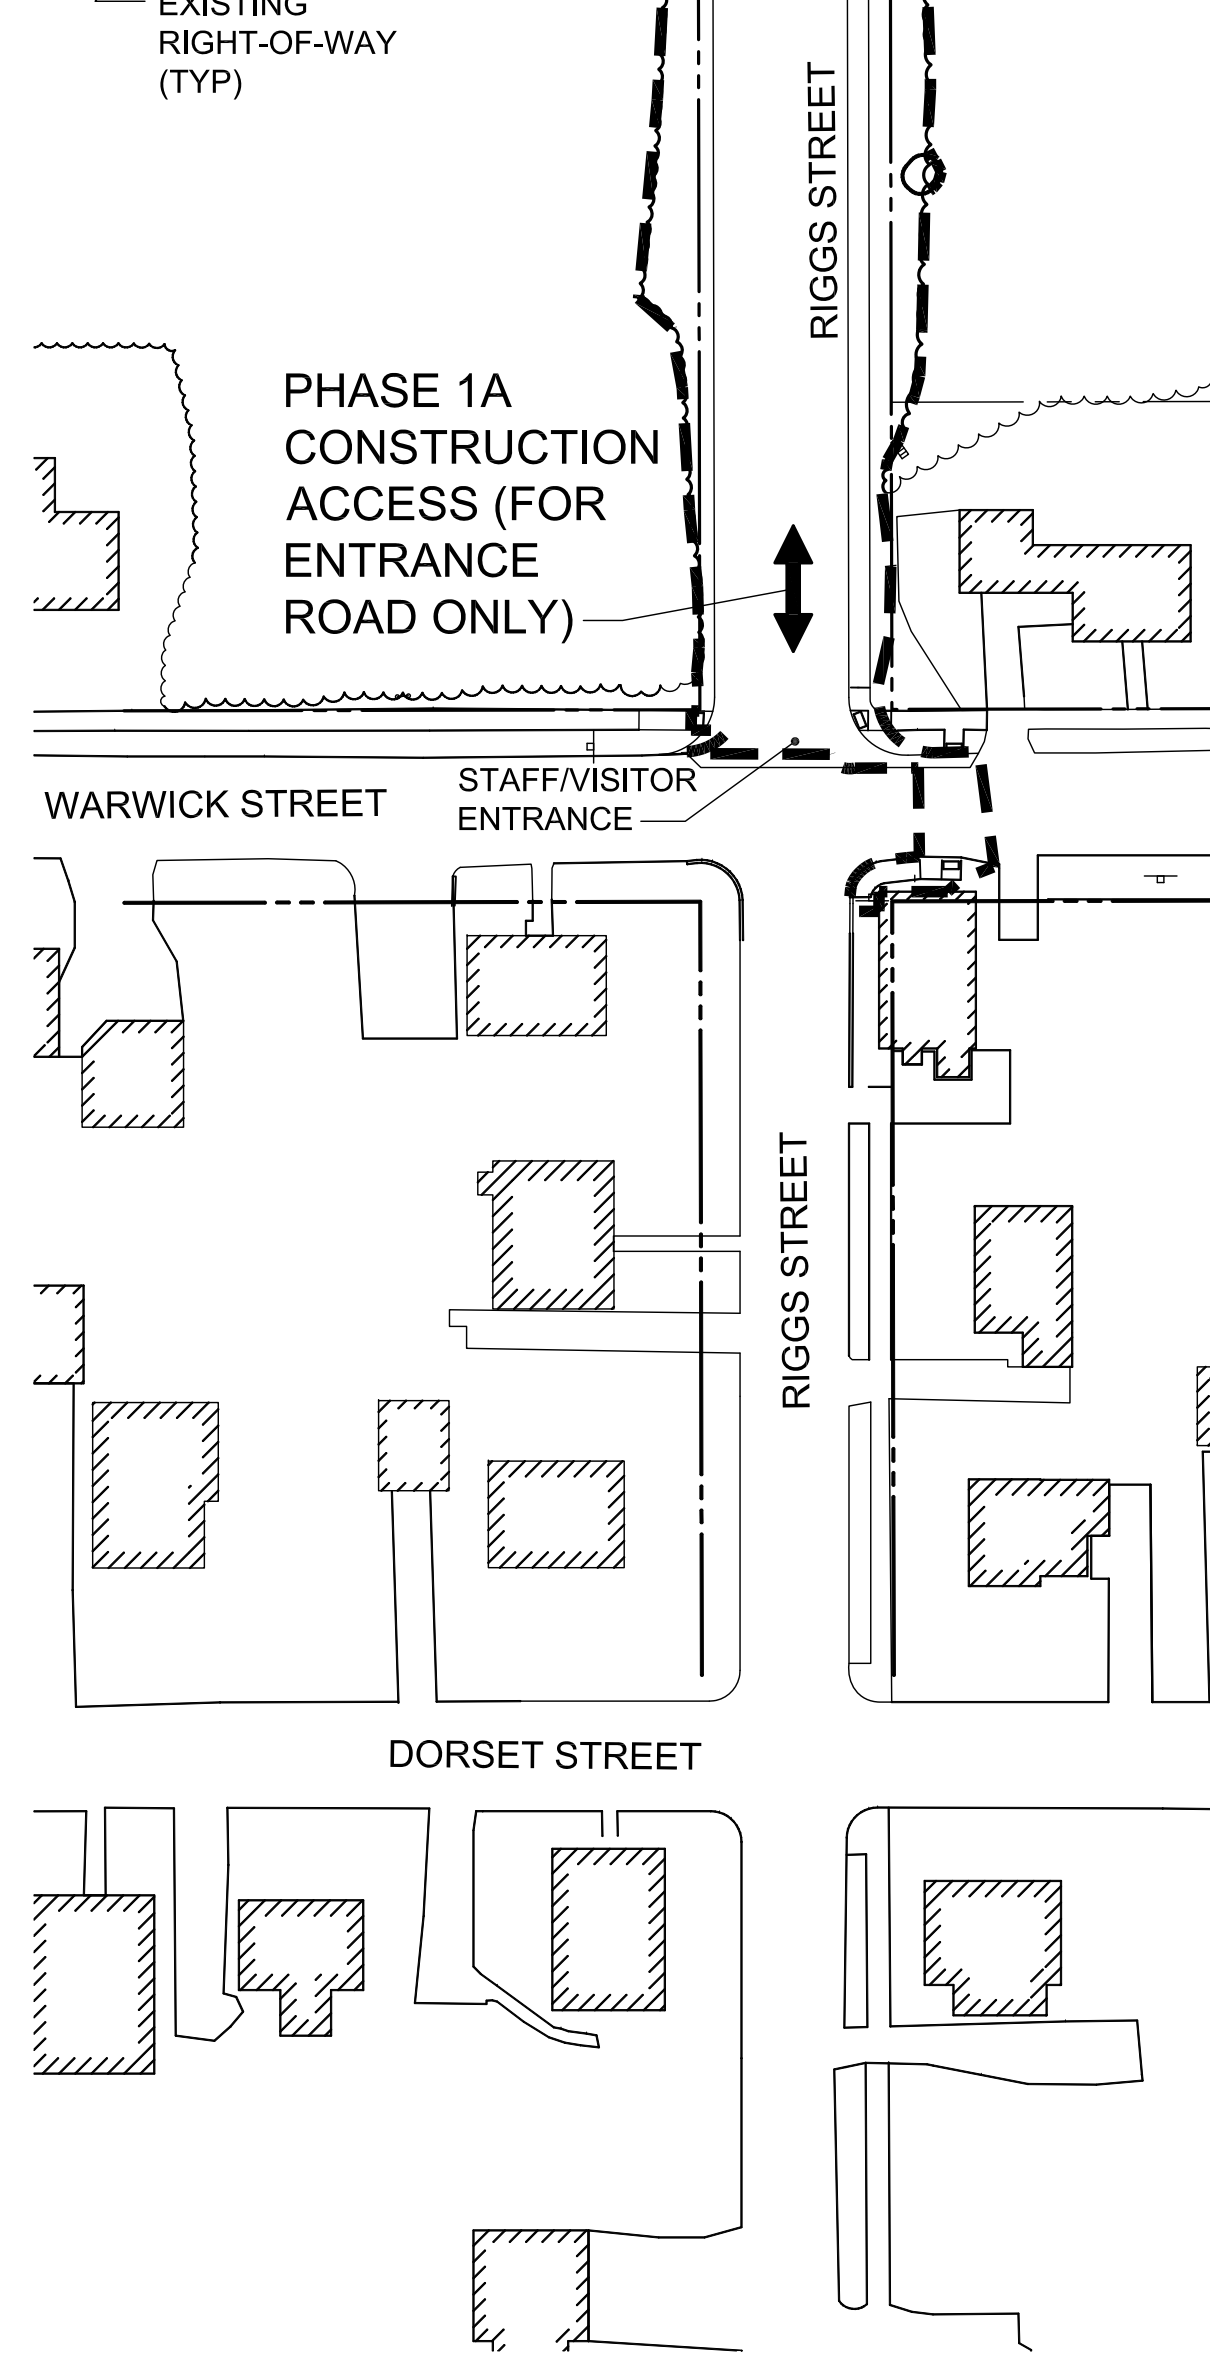 EXISTING
RIGHT-OF-WAY
(TYP)
RIGGS STREET
PHASE 1A
CONSTRUCTION
ACCESS (FOR
ENTRANCE
ROAD ONLY)
STAFF/VISITOR
ENTRANCE
WARWICK STREET
RIGGS STREET
DORSET STREET